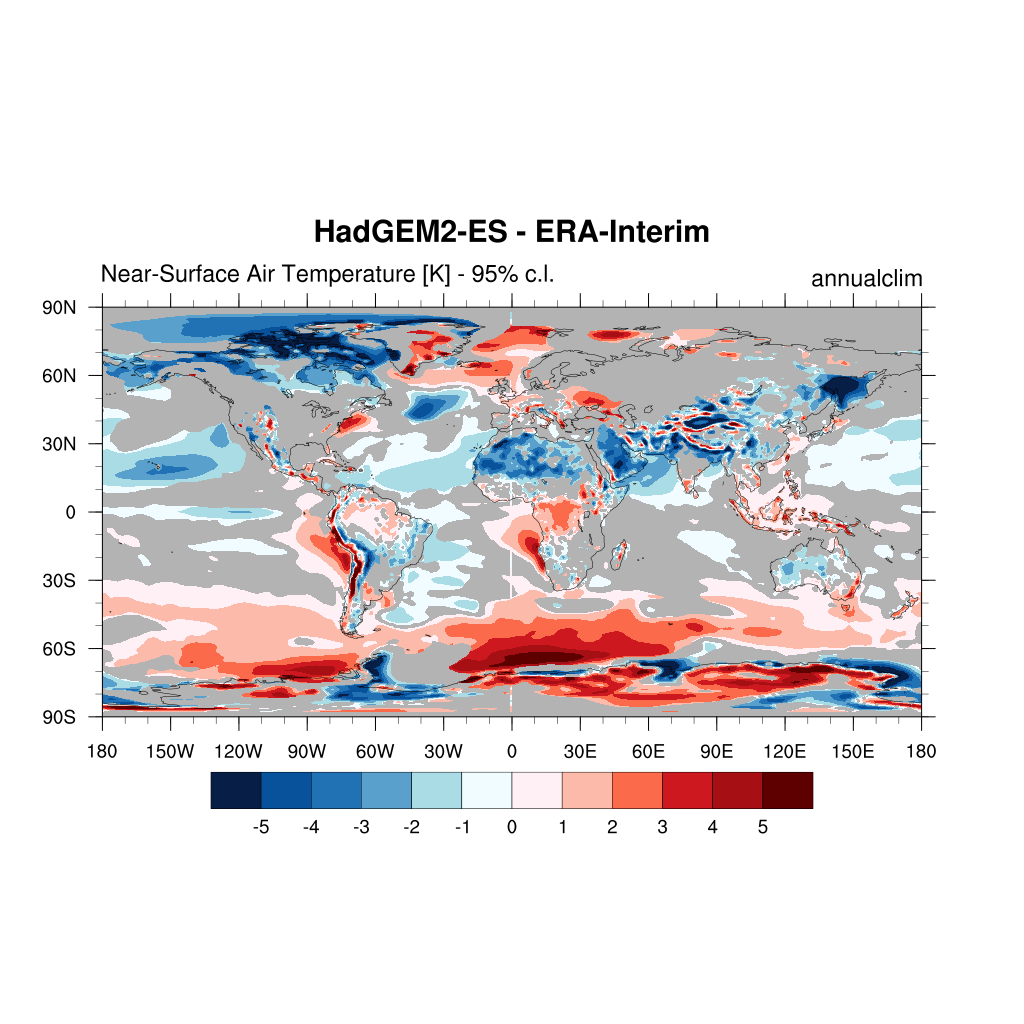 HadGEM2-ES - ERA-Interim
Near-Surface Air Temperature [K] - 95% c.l.
annualclim
90N
60N
30N
0
30S
60S
90S
180 150W 120W 90W 60W 30W 0 30E 60E 90E 120E 150E 180
-5 -4 -3 -2 -1 0 1 2 3 4 5